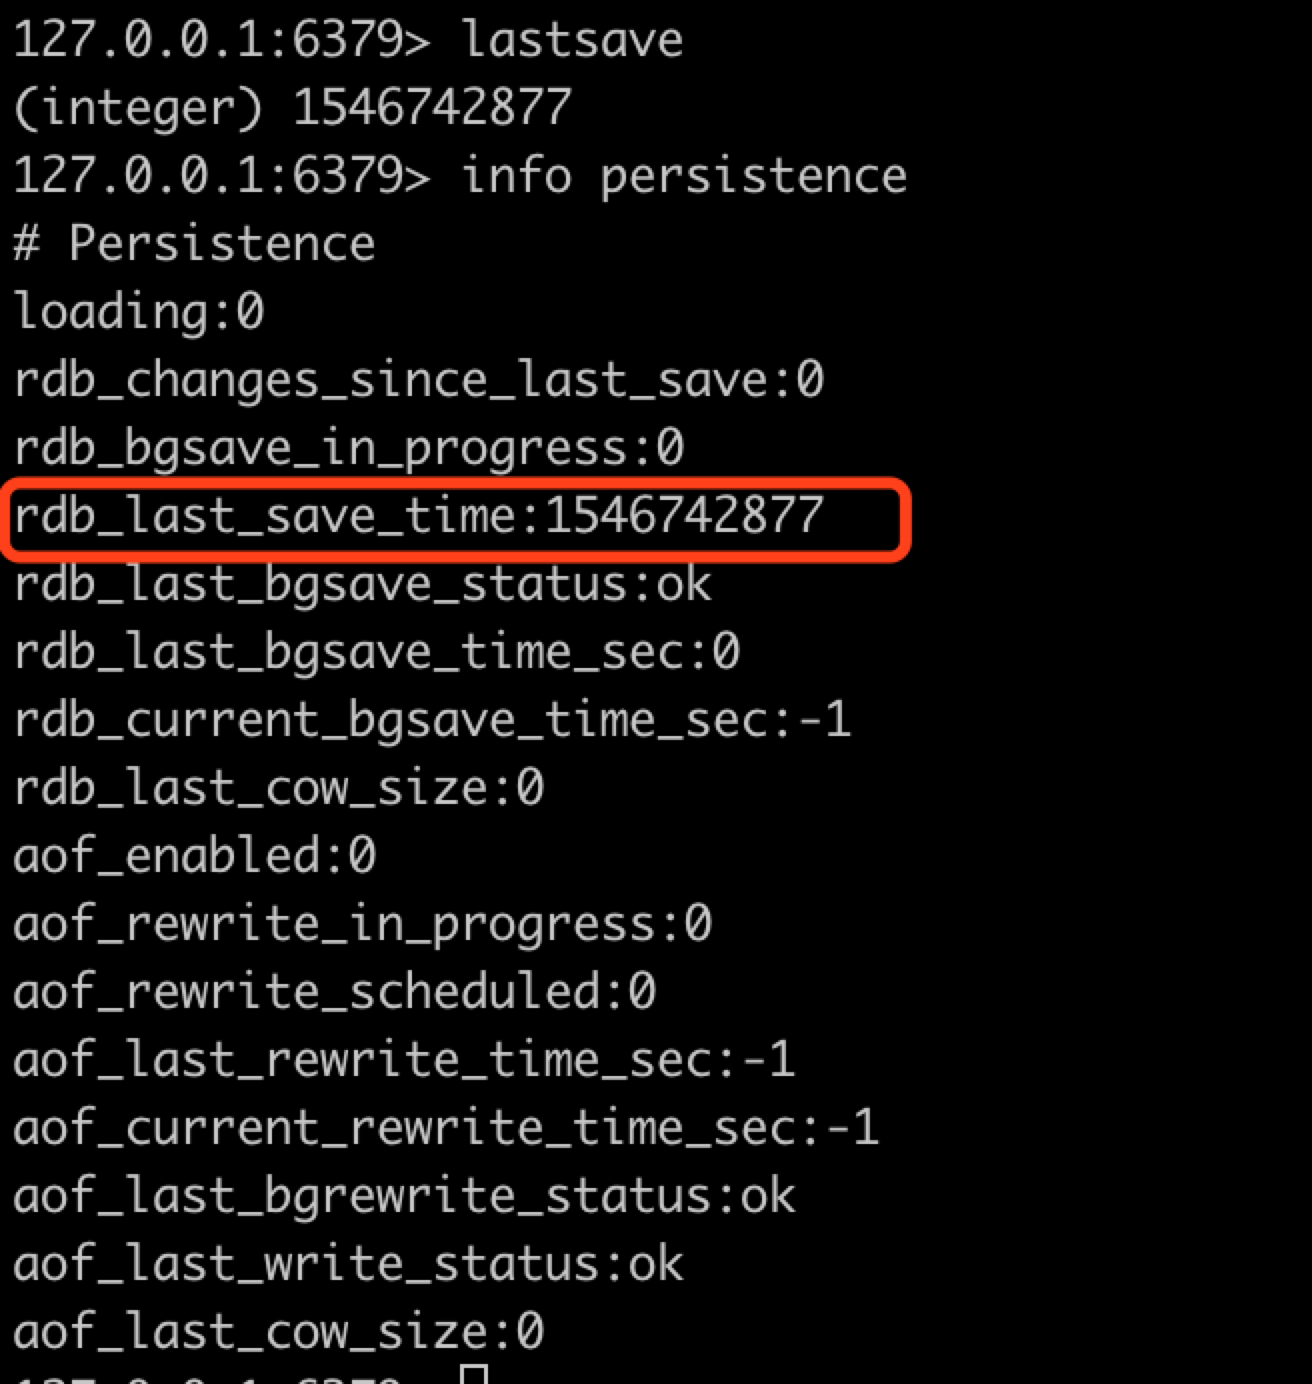 127.0.0.1:6379> lastsave
(integer) 1546742877
127.0.0.1:6379> info persistence
# Persistence
loading:0
rdb_changes_since_last_save:0
rdb_bgsave_in_progress:0
rdb_last_save_time:1546742877
rdb_last_bgsave_status:ok
rdb_last_bgsave_time_sec:0
rdb_current_bgsave_time_sec:-1
rdb_last_cow_size:0
aof_enabled:0
aof_rewrite_in_progress:0
aof_rewrite_scheduled:0
aof_last_rewrite_time_sec:-1
aof_current_rewrite_time_sec:-1
aof_last_bgrewrite_status:ok
aof_last_write_status:ok
aof_last_cow_size:0